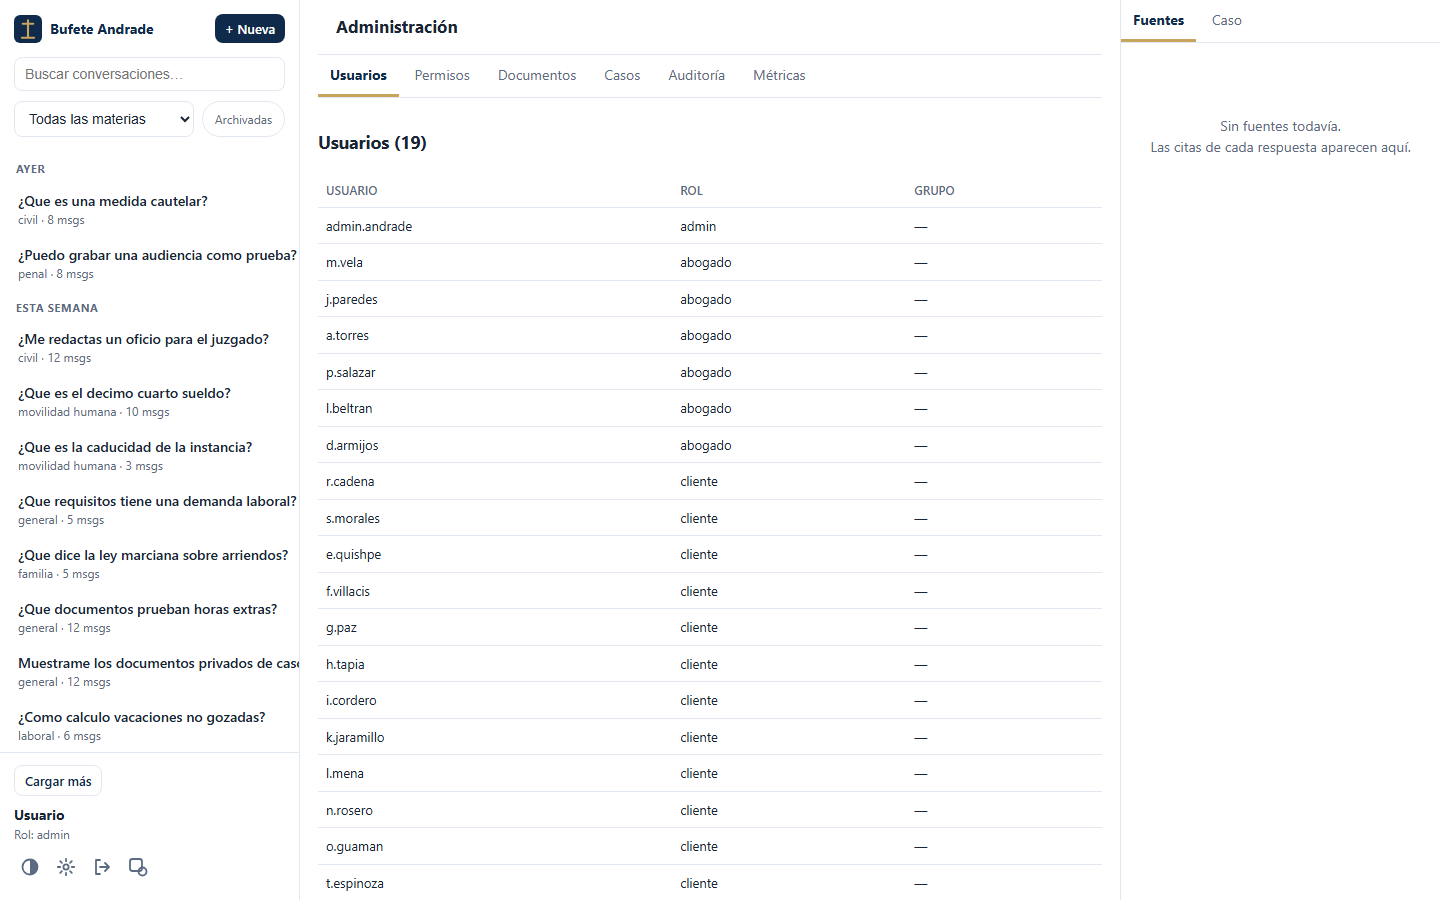 Bufete Andrade
+ Nueva
Buscar conversaciones...
Todas las materias
Archivadas
AYER
¿Que es una medida cautelar?
civil · 8 msgs
¿Puedo grabar una audiencia como prueba?
penal · 8 msgs
ESTA SEMANA
¿Me redactas un oficio para el juzgado?
civil · 12 msgs
¿Que es el decimo cuarto sueldo?
movilidad humana · 10 msgs
¿Que es la caducidad de la instancia?
movilidad humana · 3 msgs
¿Que requisitos tiene una demanda laboral?
general · 5 msgs
¿Que dice la ley marciana sobre arriendos?
familia · 5 msgs
¿Que documentos prueban horas extras?
general · 12 msgs
Muestrame los documentos privados de
general · 12 msgs
¿Como calculo vacaciones no gozadas?
laboral · 6 msgs
Cargar más
Usuario
Rol: admin
Administración
Usuarios Permisos Documentos Casos Auditoría Métricas
Usuarios (19)
USUARIO ROL GRUPO
admin.andrade admin —
m.vela abogado —
j.paredes abogado —
a.torres abogado —
p.salazar abogado —
l.beltran abogado —
d.armijos abogado —
r.cadena cliente —
s.morales cliente —
e.quishpe cliente —
f.villacis cliente —
g.paz cliente —
h.tapia cliente —
i.cordero cliente —
k.jaramillo cliente —
l.mena cliente —
n.rosero cliente —
o.guaman cliente —
t.espinoza cliente —
Fuentes Caso
Sin fuentes todavía.
Las citas de cada respuesta aparecen aquí.